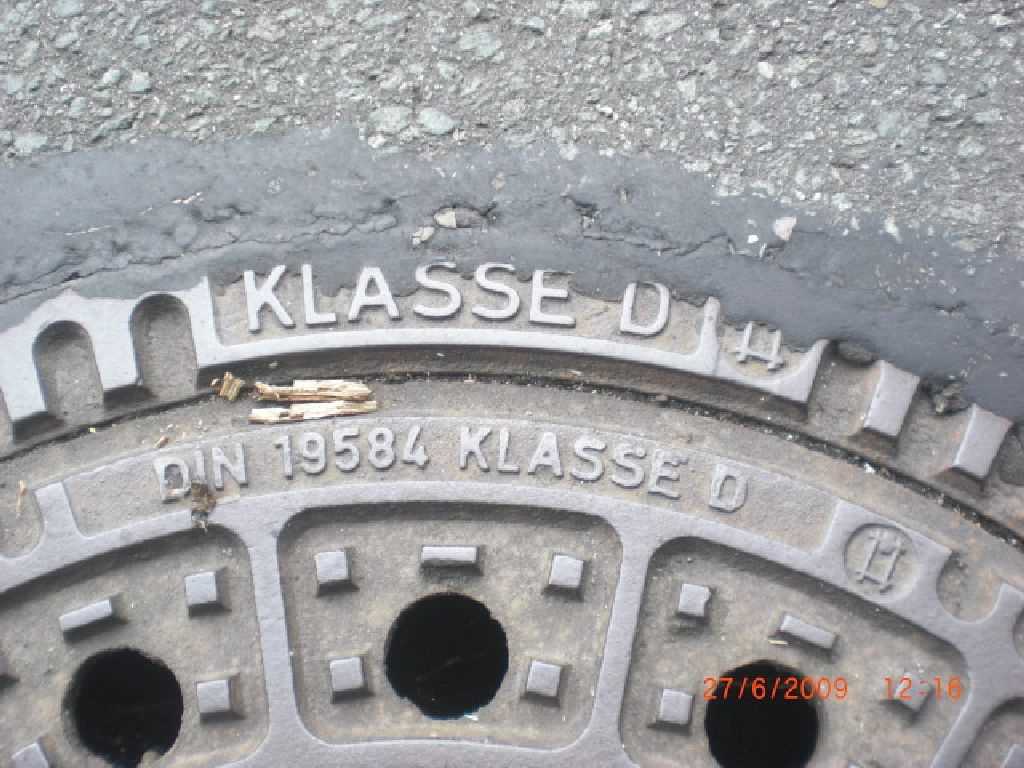 KLASSE D
DIN 19584 KLASSE D
27/6/2009 12:16